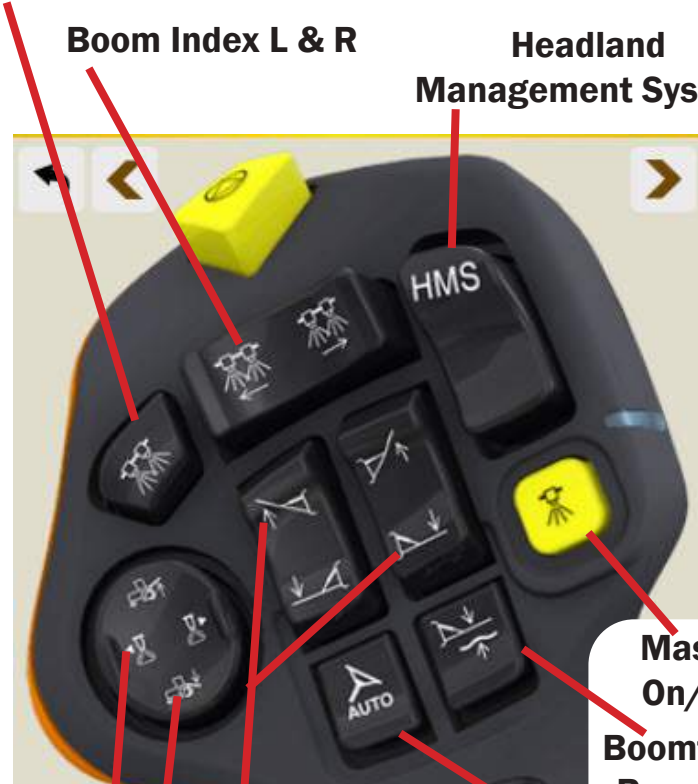 Boom Index L & R
Headland
Management Sys
HMS
AUTO
Mas
On/
Boom